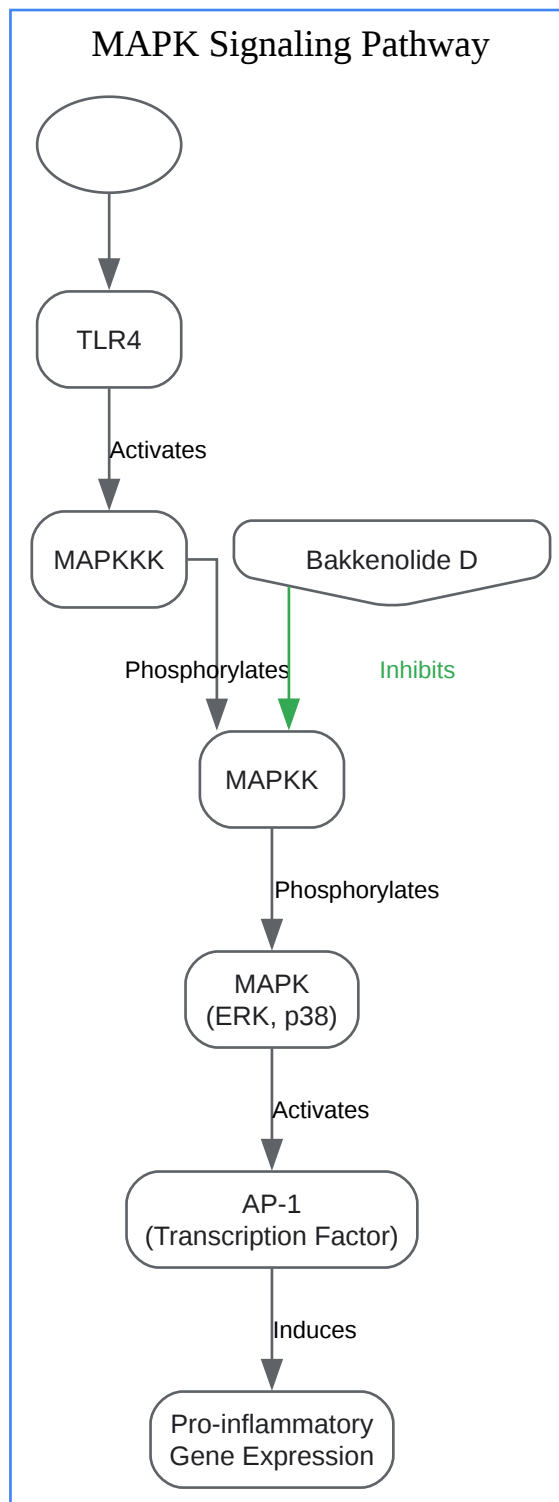 MAPK Signaling Pathway
TLR4
Activates
MAPKKK
Bakkenolide D
Phosphorylates
Inhibits
MAPKK
Phosphorylates
MAPK
(ERK, p38)
Activates
AP-1
(Transcription Factor)
Induces
Pro-inflammatory
Gene Expression